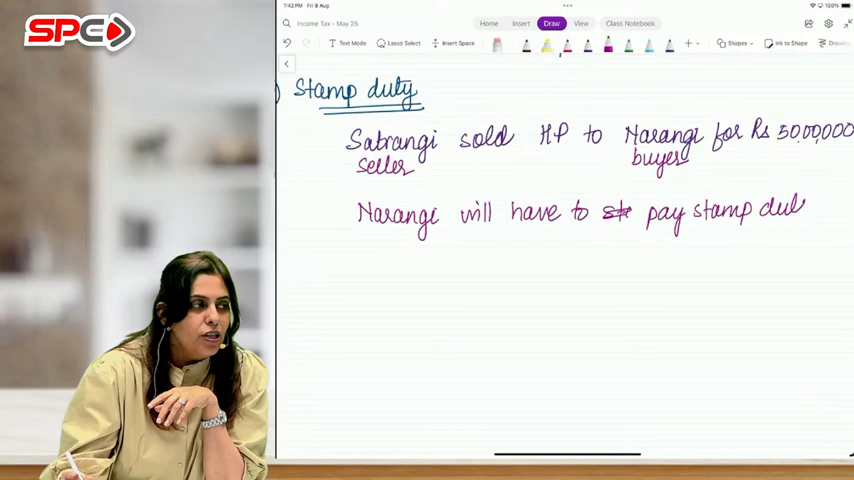 SPC
1:42 PM Fri 9 Aug
100%
Income Tax - May 25
Home Insert Draw View Class Notebook
Text Mode Lasso Select Insert Space Shapes Ink to Shape Drawing
) Stamp duty
Satrangi sold HP to Narangi for Rs 50,00,000
seller buyer
Narangi will have to pay stamp dut